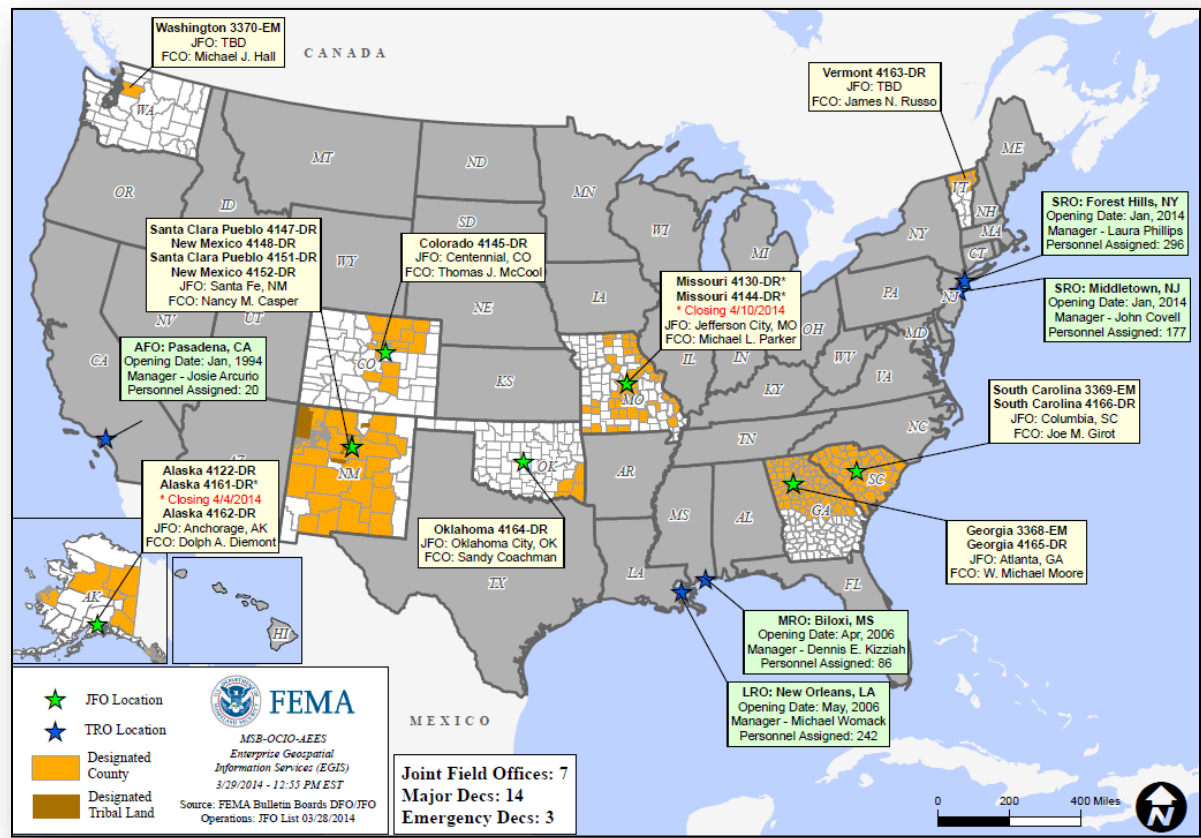 Washington 3370-EM
JFO: TBD
FCO: Michael J. Hall
CANADA
Vermont 4163-DR
JFO: TBD
FCO: James N. Russo
WA
MT
ND
ME
OR
ID
MN
VT
NH
SD
WI
MI
NY
MA
CT
SRO: Forest Hills, NY
Opening Date: Jan, 2014
Manager - Laura Phillips
Personnel Assigned: 296
Santa Clara Pueblo 4147-DR
New Mexico 4148-DR
Santa Clara Pueblo 4151-DR
New Mexico 4152-DR
JFO: Santa Fe, NM
FCO: Nancy M. Casper
Colorado 4145-DR
JFO: Centennial, CO
FCO: Thomas J. McCool
WY
Missouri 4130-DR*
Missouri 4144-DR*
* Closing 4/10/2014
JFO: Jefferson City, MO
FCO: Michael L. Parker
IA
NE
PA
NJ
SRO: Middletown, NJ
Opening Date: Jan, 2014
Manager - John Covell
Personnel Assigned: 177
NV
UT
OH
MD
CA
AFO: Pasadena, CA
Opening Date: Jan, 1994
Manager - Josie Arcurio
Personnel Assigned: 20
CO
KS
MO
IL
IN
WV
VA
KY
South Carolina 3369-EM
South Carolina 4166-DR
JFO: Columbia, SC
FCO: Joe M. Girot
NC
TN
AZ
NM
OK
AR
SC
Alaska 4122-DR
Alaska 4161-DR*
* Closing 4/4/2014
Alaska 4162-DR
JFO: Anchorage, AK
FCO: Dolph A. Diemont
Oklahoma 4164-DR
JFO: Oklahoma City, OK
FCO: Sandy Coachman
MS
AL
GA
Georgia 3368-EM
Georgia 4165-DR
JFO: Atlanta, GA
FCO: W. Michael Moore
TX
LA
FL
AK
HI
MRO: Biloxi, MS
Opening Date: Apr, 2006
Manager - Dennis E. Kizziah
Personnel Assigned: 86
LRO: New Orleans, LA
Opening Date: May, 2006
Manager - Michael Womack
Personnel Assigned: 242
MEXICO
JFO Location
TRO Location
Designated
County
Designated
Tribal Land
FEMA
MSB-OCIO-AEES
Enterprise Geospatial
Information Services (EGIS)
3/29/2014 - 12:55 PM EST
Source: FEMA Bulletin Boards DFO/JFO
Operations: JFO List 03/28/2014
Joint Field Offices: 7
Major Decs: 14
Emergency Decs: 3
0 200 400 Miles
N